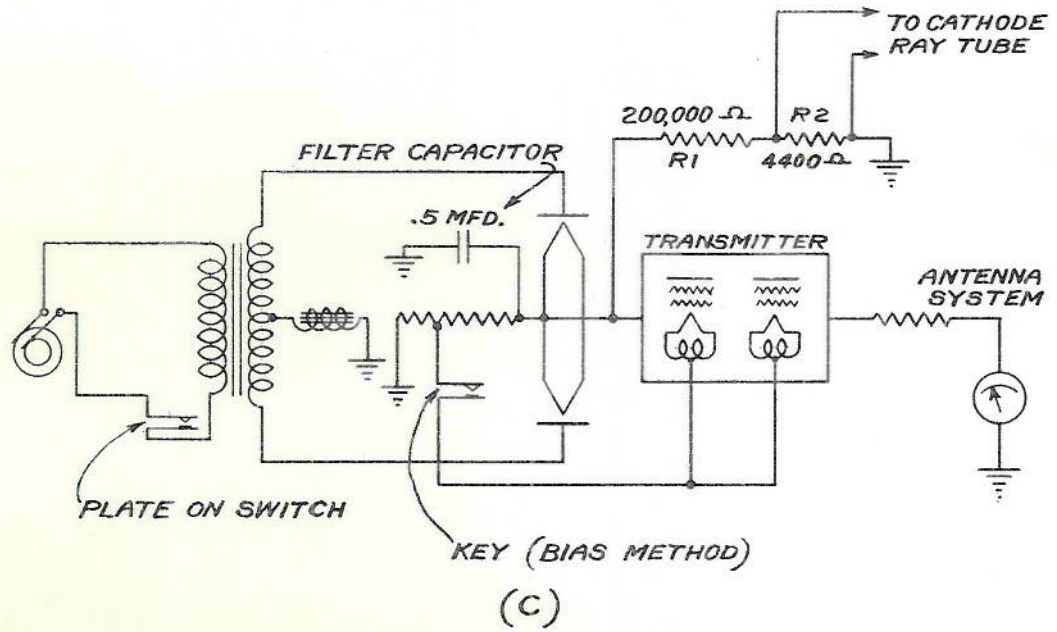 TO CATHODE
RAY TUBE
200,000 Ω
R2
R1
4400 Ω
FILTER CAPACITOR
.5 MFD.
TRANSMITTER
ANTENNA
SYSTEM
PLATE ON SWITCH
KEY (BIAS METHOD)
(C)